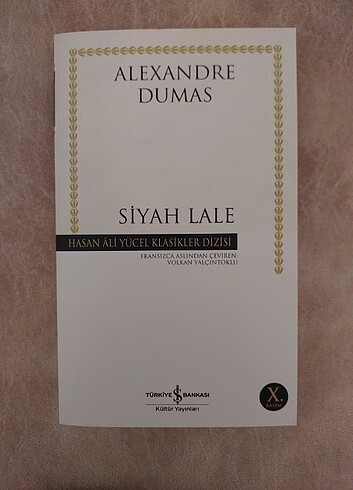 ALEXANDRE
DUMAS
SİYAH LALE
HASAN ÂLİ YÜCEL KLASİKLER DİZİSİ
FRANSIZCA ASLINDAN ÇEVİREN:
VOLKAN YALÇINTOKLU
TÜRKİYE İŞ BANKASI
Kültür Yayınları
X.
BASIM